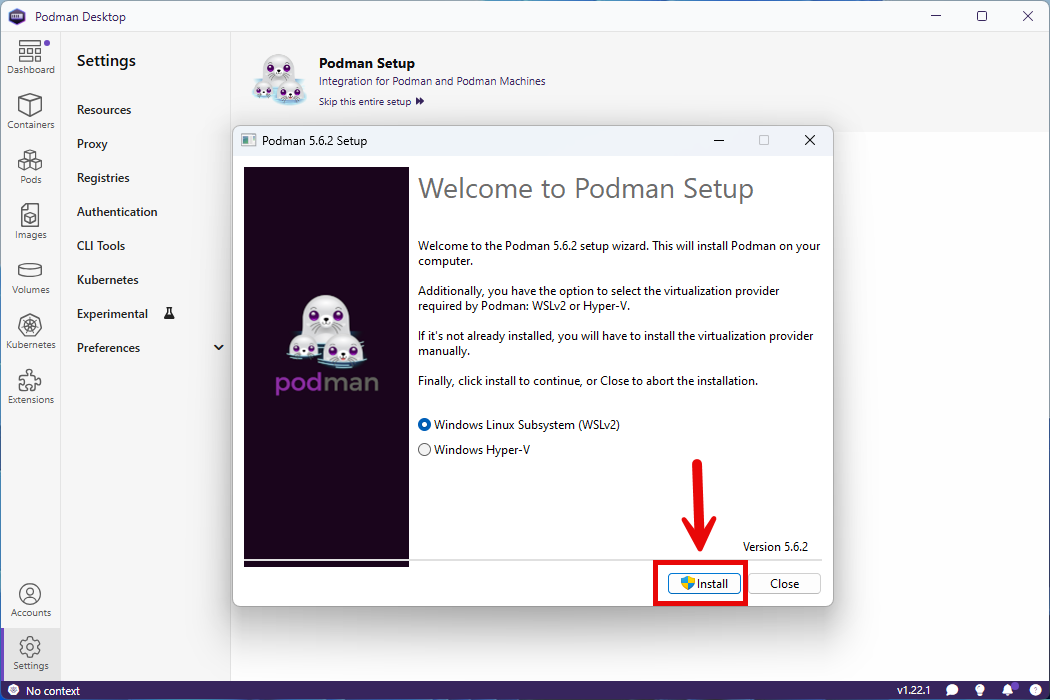 Podman Desktop
Dashboard
Containers
Pods
Images
Volumes
Kubernetes
Extensions
Accounts
Settings
Settings
Resources
Proxy
Registries
Authentication
CLI Tools
Kubernetes
Experimental
Preferences
Podman Setup
Integration for Podman and Podman Machines
Skip this entire setup
Podman 5.6.2 Setup
podman
Welcome to Podman Setup
Welcome to the Podman 5.6.2 setup wizard. This will install Podman on your
computer.
Additionally, you have the option to select the virtualization provider
required by Podman: WSLv2 or Hyper-V.
If it's not already installed, you will have to install the virtualization provider
manually.
Finally, click install to continue, or Close to abort the installation.
Windows Linux Subsystem (WSLv2)
Windows Hyper-V
Version 5.6.2
Install
Close
No context
v1.22.1